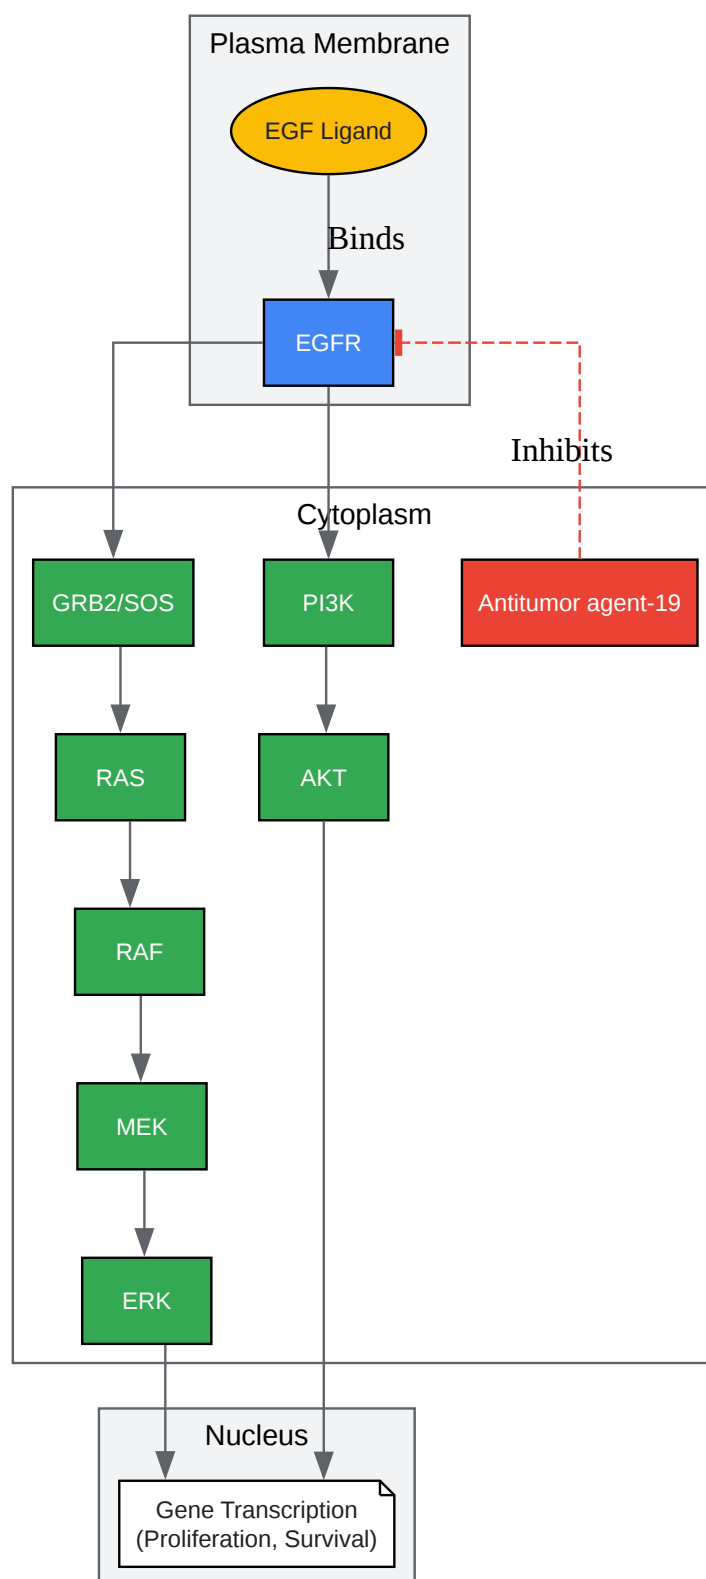 Plasma Membrane
EGF Ligand
Binds
EGFR
Inhibits
Cytoplasm
GRB2/SOS
PI3K
Antitumor agent-19
RAS
AKT
RAF
MEK
ERK
Nucleus
Gene Transcription
(Proliferation, Survival)